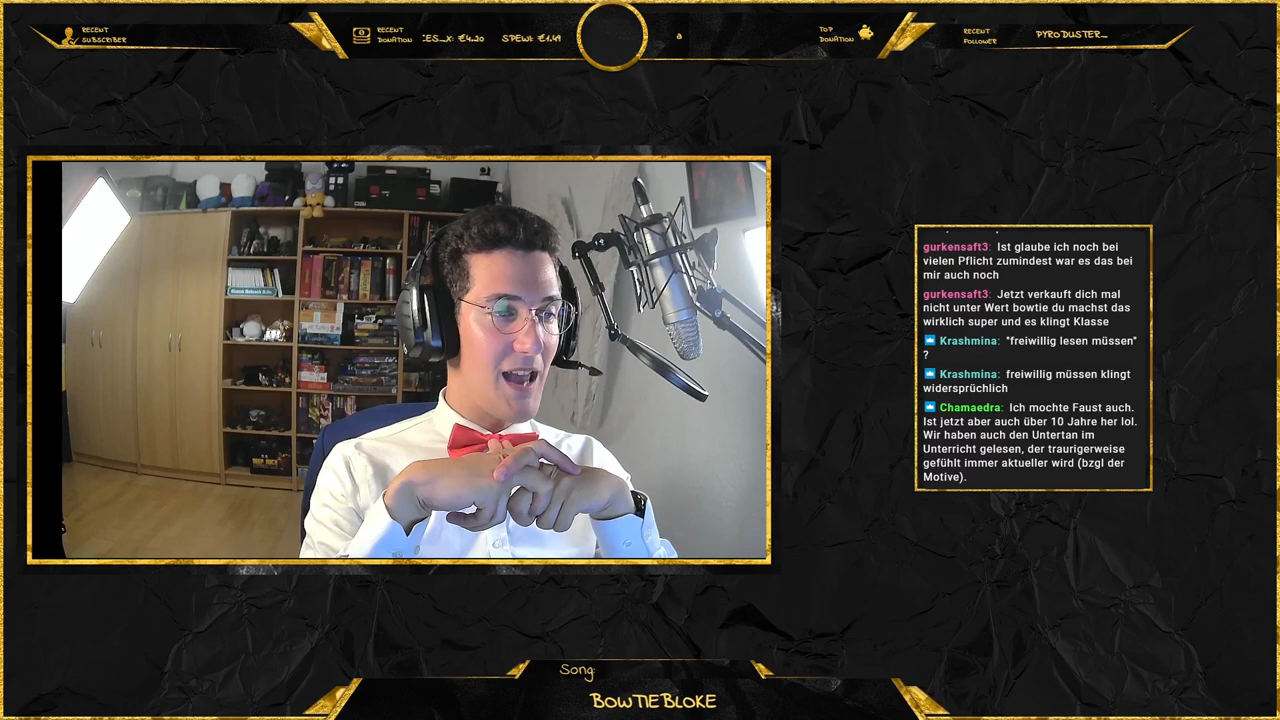 RECENT
SUBSCRIBER
RECENT
DONATION
ES_X: €4.20 SPEWI: €1.49
a
TOP
DONATION
RECENT
FOLLOWER
PYRODUSTER_
gurkensaft3: Ist glaube ich noch bei
vielen Pflicht zumindest war es das bei
mir auch noch
gurkensaft3: Jetzt verkauft dich mal
nicht unter Wert bowtie du machst das
wirklich super und es klingt Klasse
Krashmina: "freiwillig lesen müssen"
?
Krashmina: freiwillig müssen klingt
widersprüchlich
Chamaedra: Ich mochte Faust auch.
Ist jetzt aber auch über 10 Jahre her lol.
Wir haben auch den Untertan im
Unterricht gelesen, der traurigerweise
gefühlt immer aktueller wird (bzgl der
Motive).
Song:
BOWTIEBLOKE